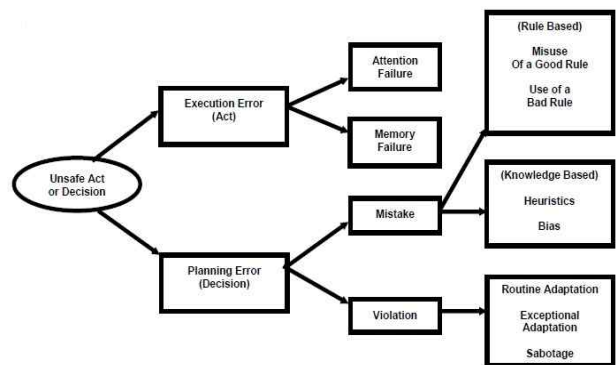 Unsafe Act
or Decision
Execution Error
(Act)
Planning Error
(Decision)
Attention
Failure
Memory
Failure
Mistake
Violation
(Rule Based)
Misuse
Of a Good Rule
Use of a
Bad Rule
(Knowledge Based)
Heuristics
Bias
Routine Adaptation
Exceptional
Adaptation
Sabotage